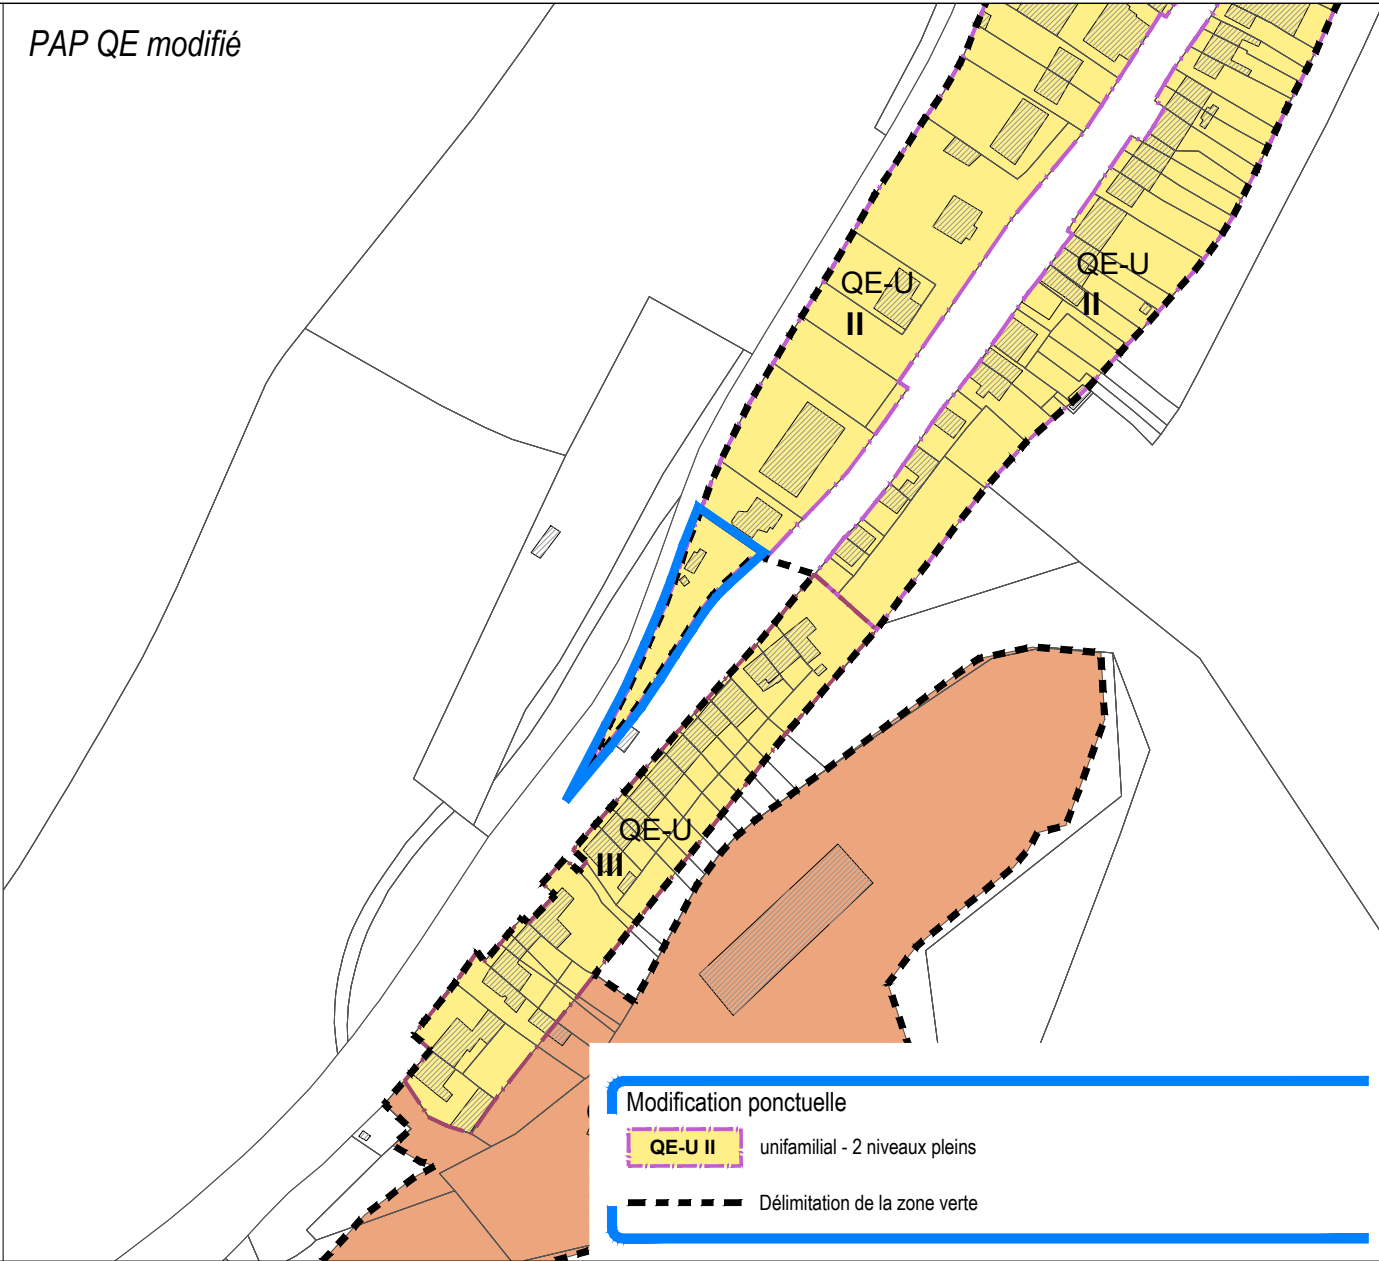 PAP QE modifié
QE-U
II
QE-U
II
QE-U
III
Modification ponctuelle
QE-U II
unifamilial - 2 niveaux pleins
Délimitation de la zone verte